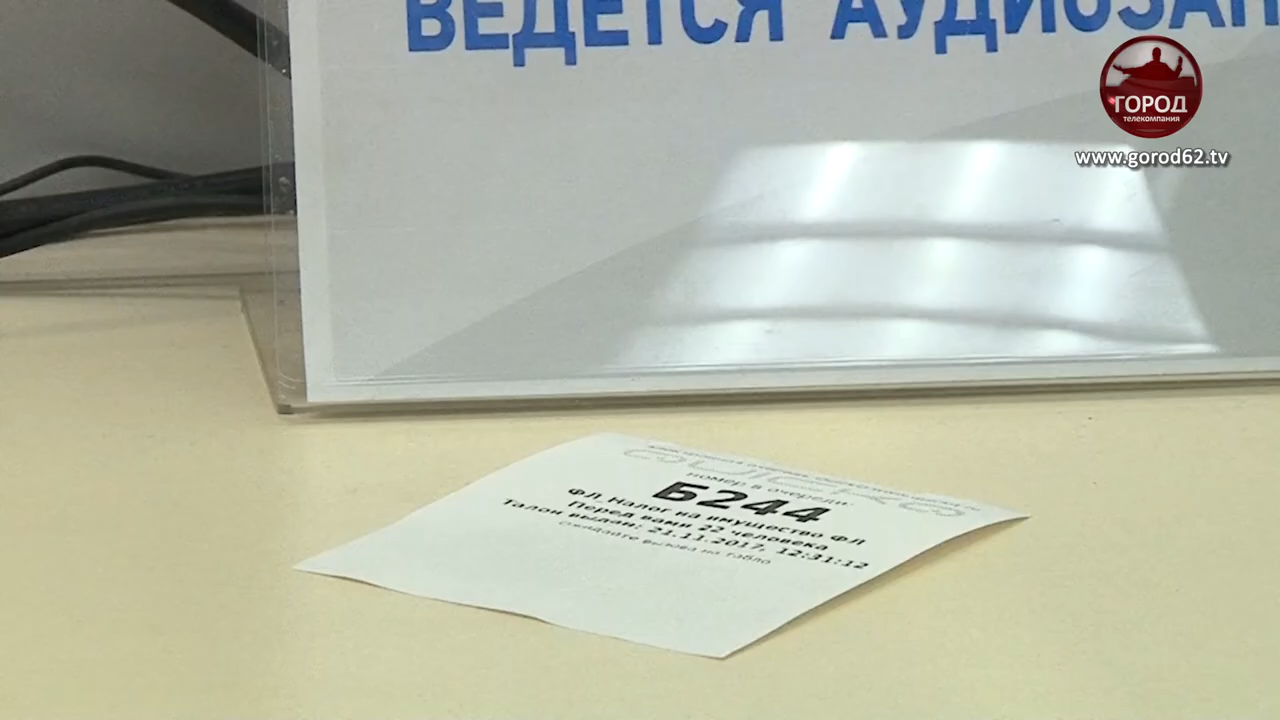 ВЕДЕТСЯ АУДИОЗАП
ГОРОД
телекомпания
www.gorod62.tv
номер в очереди:
Б244
ФЛ. Налог на имущество ФЛ
Перед вами 22 человека
Талон выдан: 21.11.2017, 12:31:12
Ожидайте вызова на табло